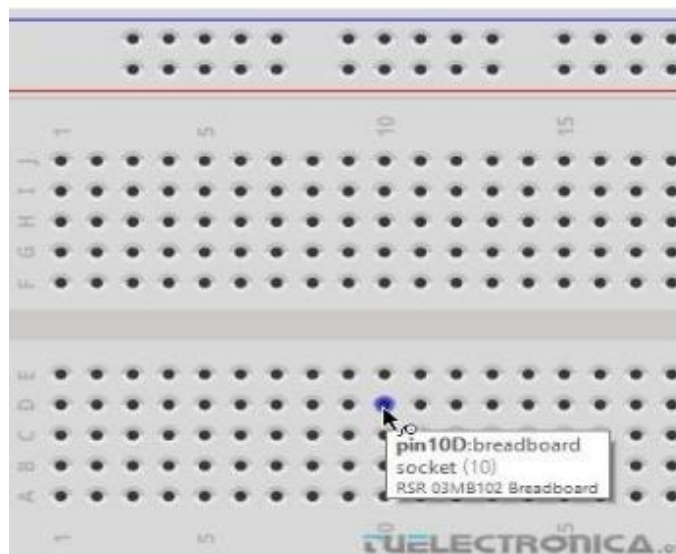 1 5 10 15
J
I
H
G
F
E
D
C
B
A
pin10D:breadboard
socket (10)
RSR 03MB102 Breadboard
1 5
TUELECTRONICA.